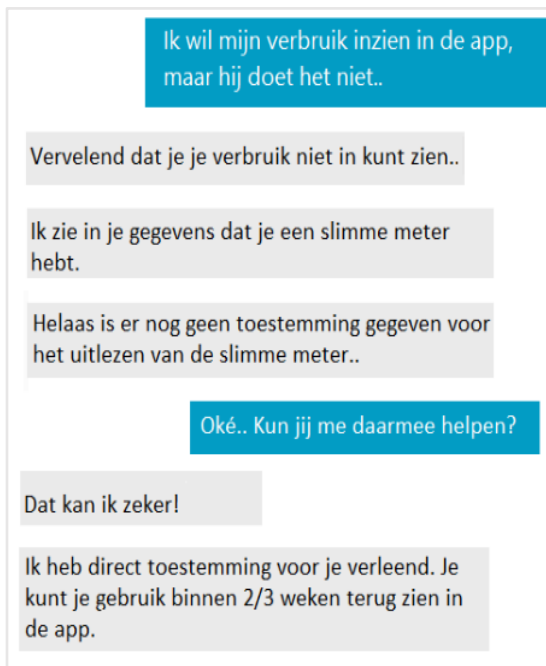 Ik wil mijn verbruik inzien in de app,
maar hij doet het niet..
Vervelend dat je je verbruik niet in kunt zien..
Ik zie in je gegevens dat je een slimme meter
hebt.
Helaas is er nog geen toestemming gegeven voor
het uitlezen van de slimme meter..
Oké.. Kun jij me daarmee helpen?
Dat kan ik zeker!
Ik heb direct toestemming voor je verleend. Je
kunt je gebruik binnen 2/3 weken terug zien in
de app.